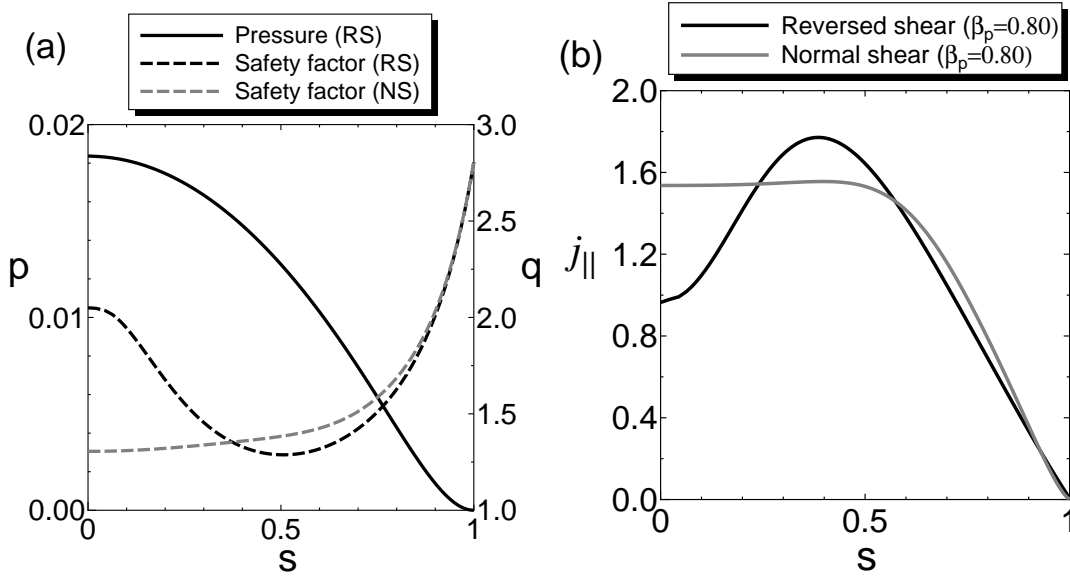 (a)
Pressure (RS)
Safety factor (RS)
Safety factor (NS)
0.02
0.01
0.00
p
3.0
2.5
2.0
1.5
1.0
q
0
0.5
1
s
(b)
Reversed shear (βp=0.80)
Normal shear (βp=0.80)
2.0
1.6
1.2
0.8
0.4
0.0
j||
0
0.5
1
s